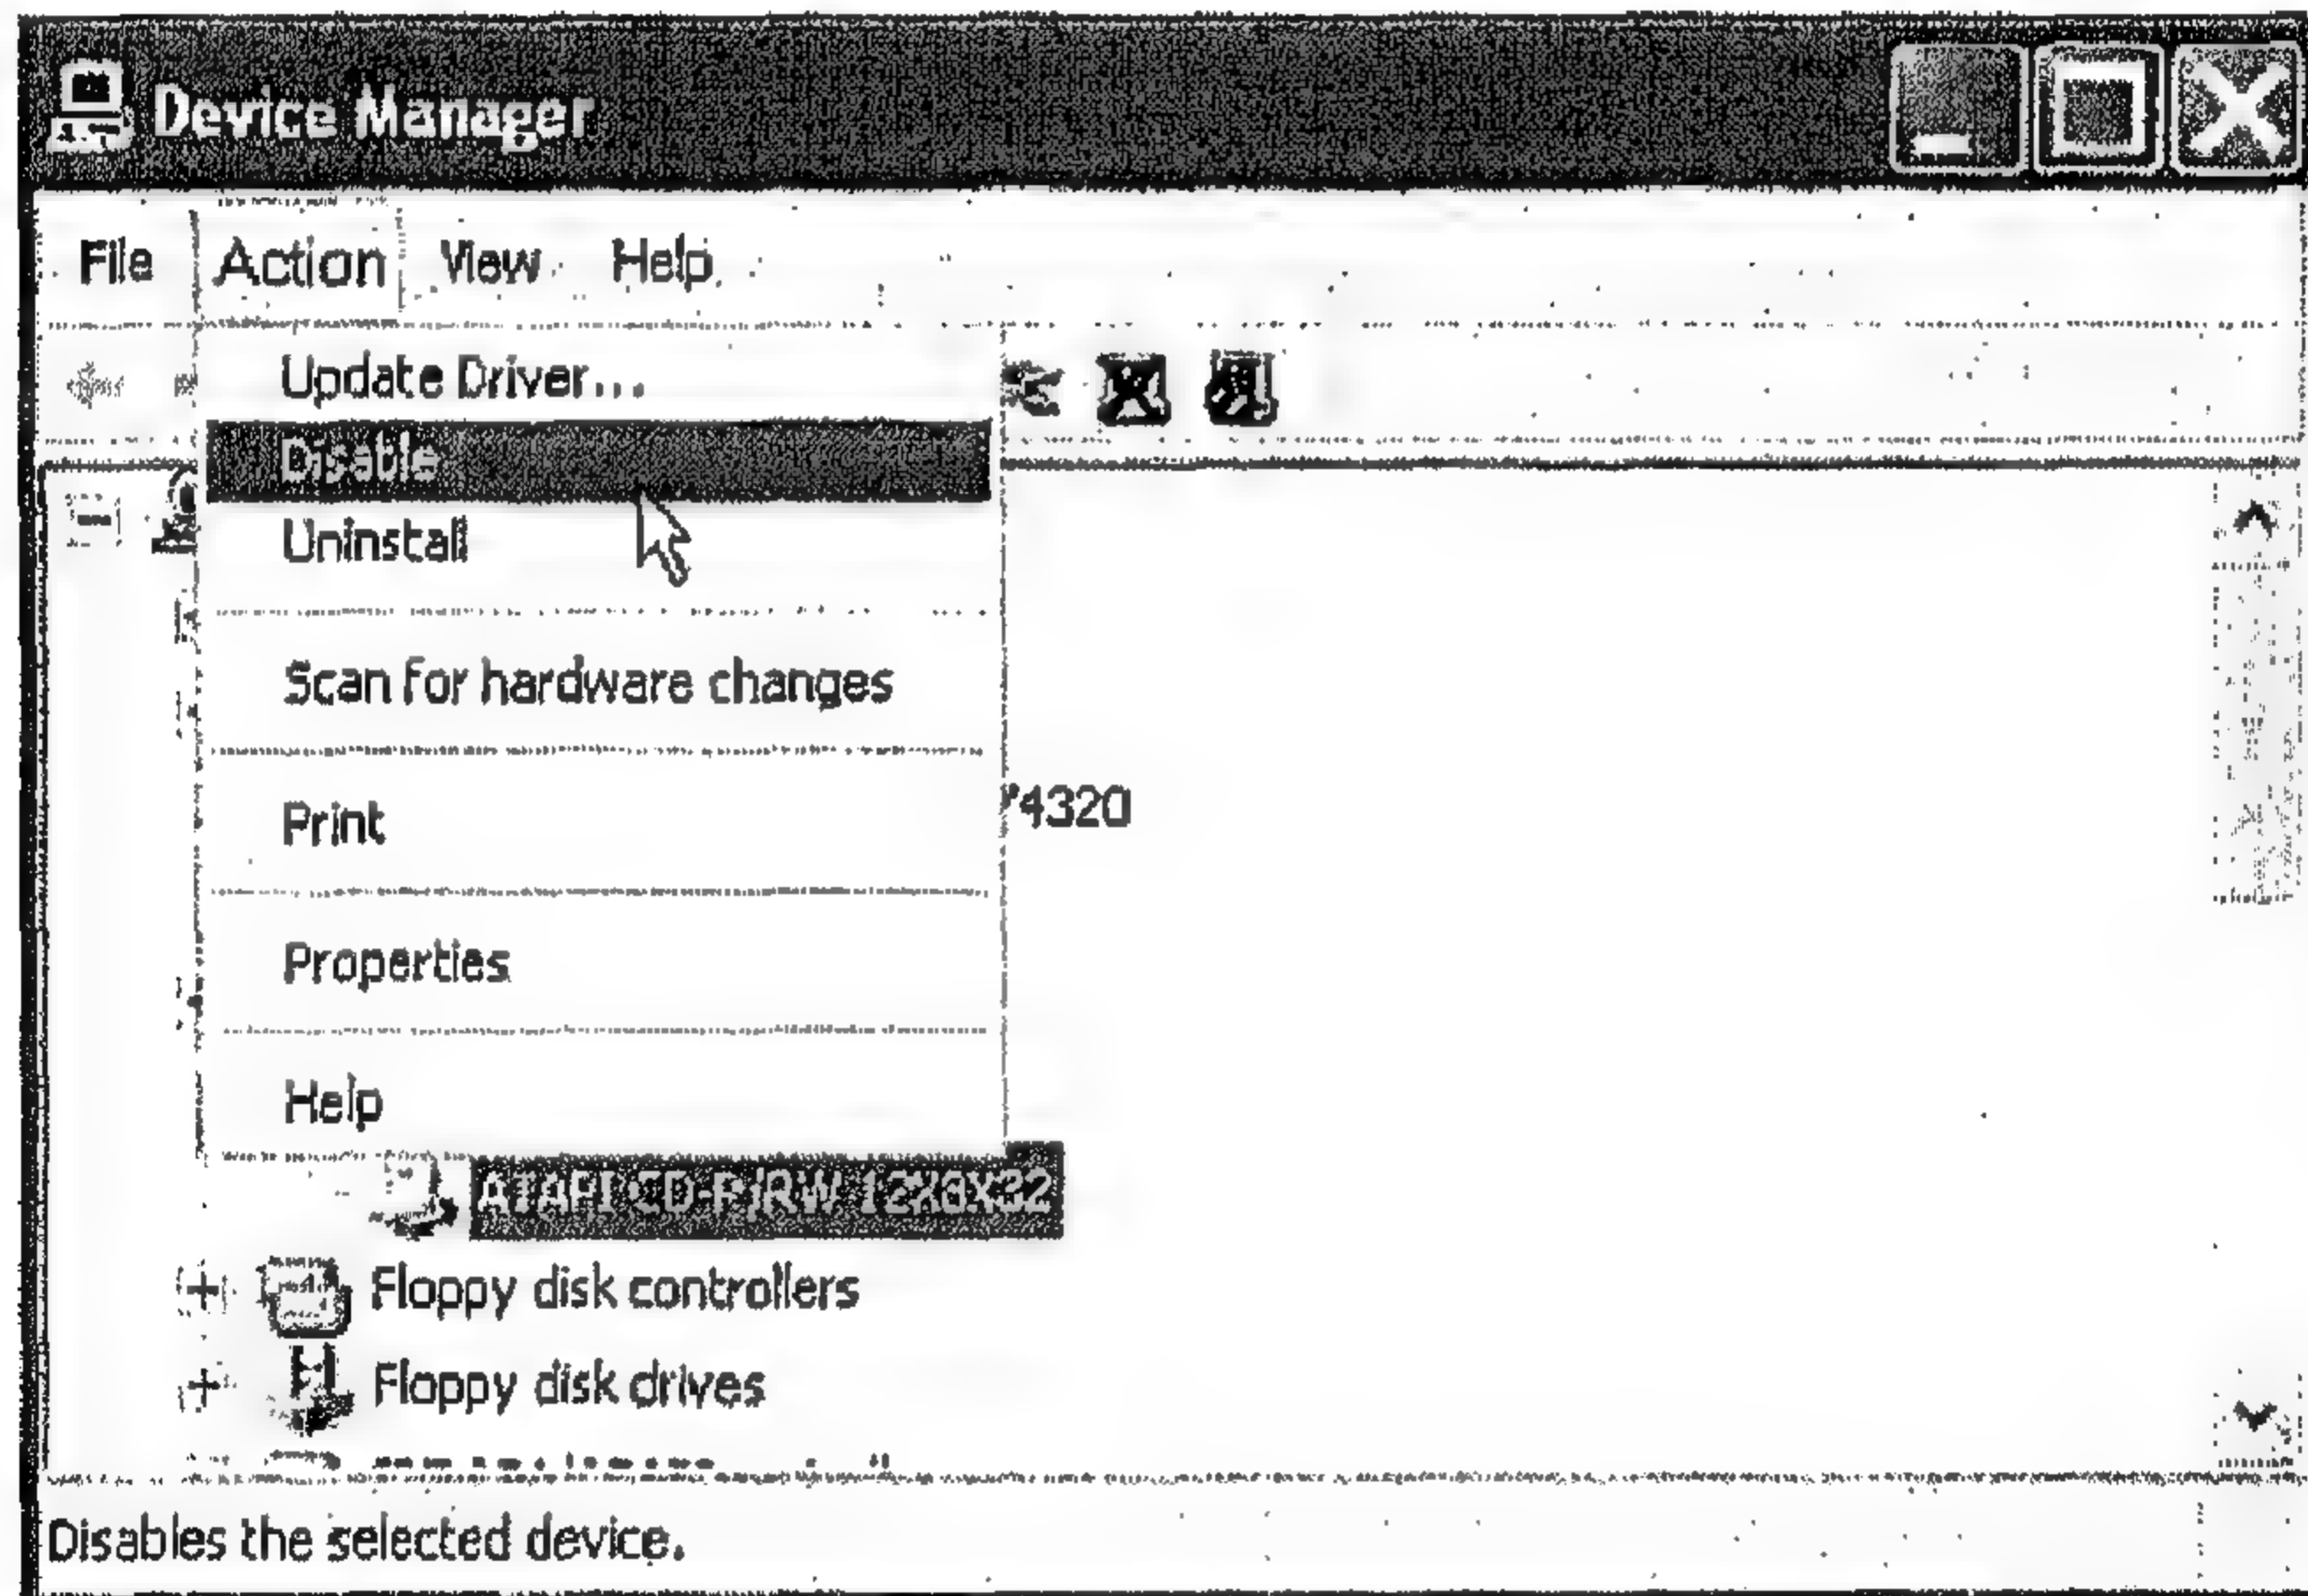 Device Manager
File Action View Help
Update Driver...
Disable
Uninstall
Scan for hardware changes
Print
4320
Properties
Help
ATAPI CD-R/RW 12X8X32
Floppy disk controllers
Floppy disk drives
Disables the selected device.